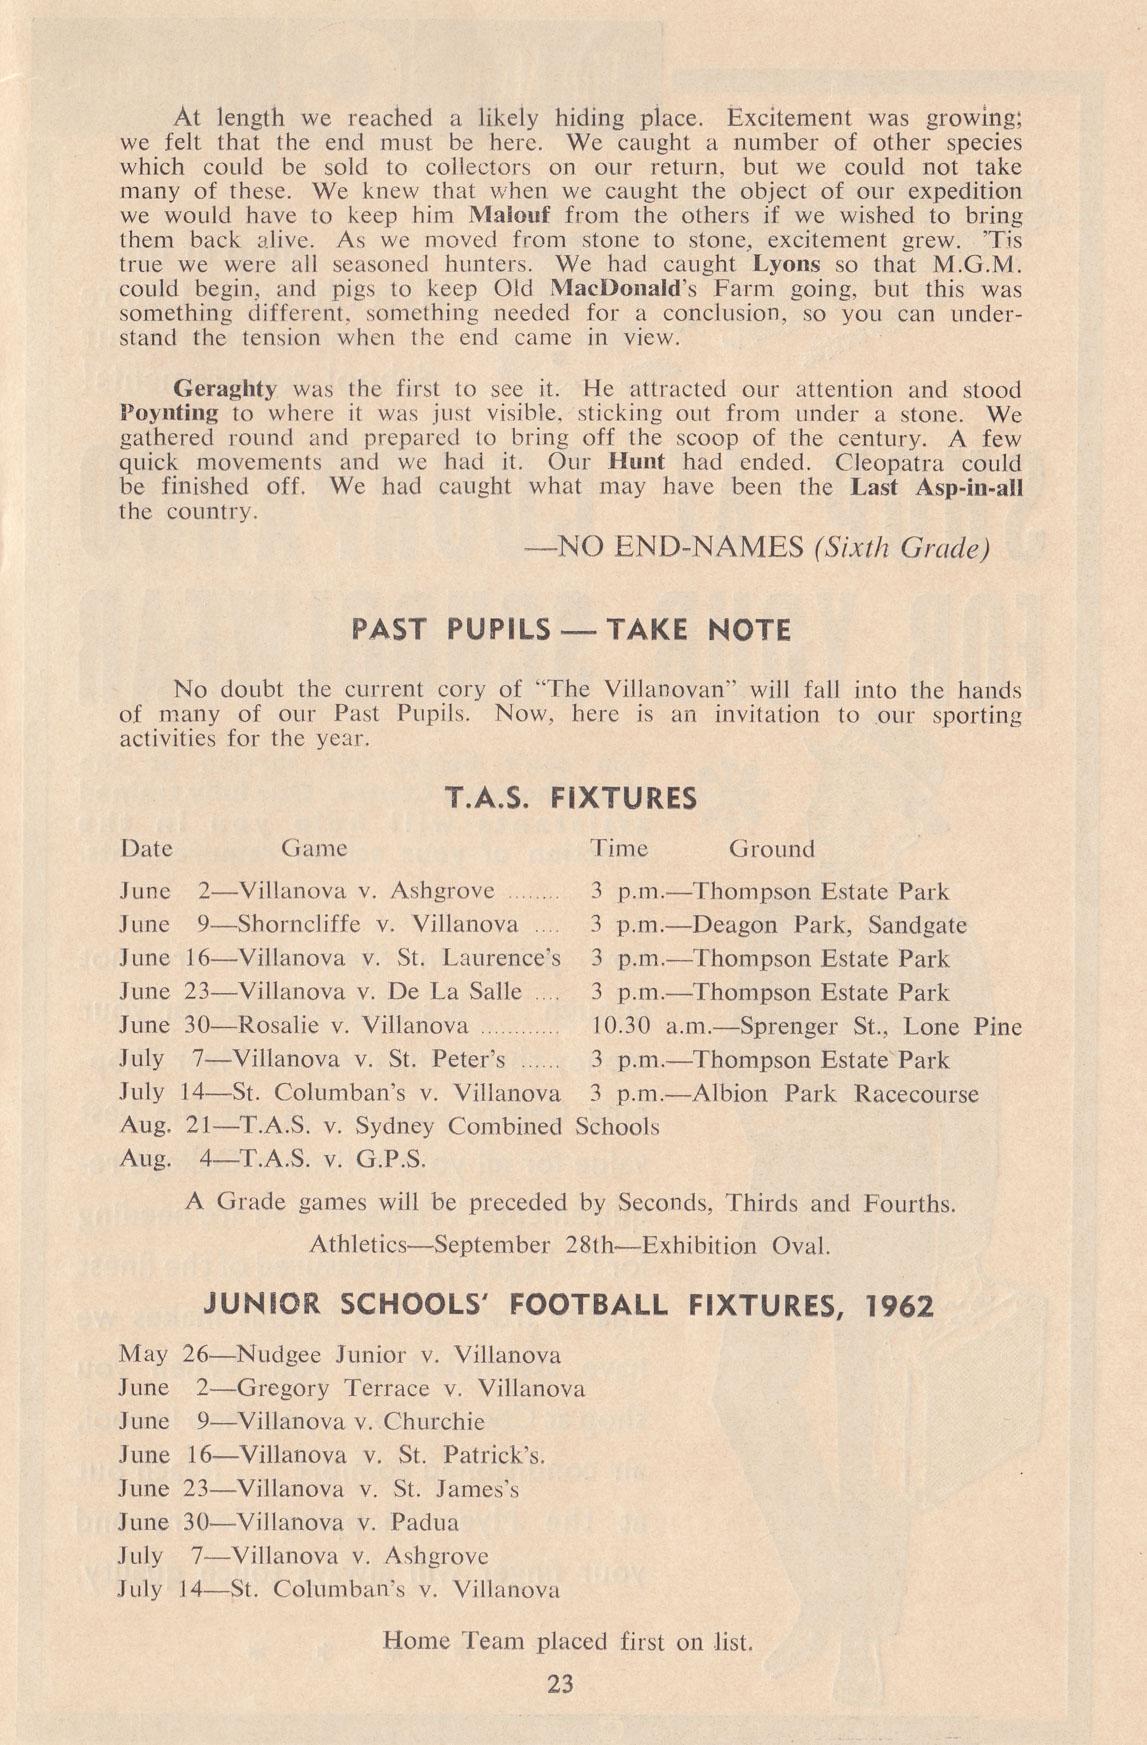 At length we reached a likely hiding place. Excitement was growing;
we felt that the end must be here. We caught a number of other species
which could be sold to collectors on our return, but we could not take
many of these. We knew that when we caught the object of our expedition
we would have to keep him Malouf from the others if we wished to bring
them back alive. As we moved from stone to stone, excitement grew. 'Tis
true we were all seasoned hunters. We had caught Lyons so that M.G.M.
could begin, and pigs to keep Old MacDonald's Farm going, but this was
something different, something needed for a conclusion, so you can under-
stand the tension when the end came in view.
Geraghty was the first to see it. He attracted our attention and stood
Poynting to where it was just visible, sticking out from under a stone. We
gathered round and prepared to bring off the scoop of the century. A few
quick movements and we had it. Our Hunt had ended. Cleopatra could
be finished off. We had caught what may have been the Last Asp-in-all
the country.
—NO END-NAMES (Sixth Grade)
PAST PUPILS — TAKE NOTE
No doubt the current cory of "The Villanovan" will fall into the hands
of many of our Past Pupils. Now, here is an invitation to our sporting
activities for the year.
T.A.S. FIXTURES
Date Game Time Ground
June 2—Villanova v. Ashgrove ........ 3 p.m.—Thompson Estate Park
June 9—Shorncliffe v. Villanova .... 3 p.m.—Deagon Park, Sandgate
June 16—Villanova v. St. Laurence's 3 p.m.—Thompson Estate Park
June 23—Villanova v. De La Salle .... 3 p.m.—Thompson Estate Park
June 30—Rosalie v. Villanova ............ 10.30 a.m.—Sprenger St., Lone Pine
July 7—Villanova v. St. Peter's ...... 3 p.m.—Thompson Estate Park
July 14—St. Columban's v. Villanova 3 p.m.—Albion Park Racecourse
Aug. 21—T.A.S. v. Sydney Combined Schools
Aug. 4—T.A.S. v. G.P.S.
A Grade games will be preceded by Seconds, Thirds and Fourths.
Athletics—September 28th—Exhibition Oval.
JUNIOR SCHOOLS' FOOTBALL FIXTURES, 1962
May 26—Nudgee Junior v. Villanova
June 2—Gregory Terrace v. Villanova
June 9—Villanova v. Churchie
June 16—Villanova v. St. Patrick's.
June 23—Villanova v. St. James's
June 30—Villanova v. Padua
July 7—Villanova v. Ashgrove
July 14—St. Columban's v. Villanova
Home Team placed first on list.
23